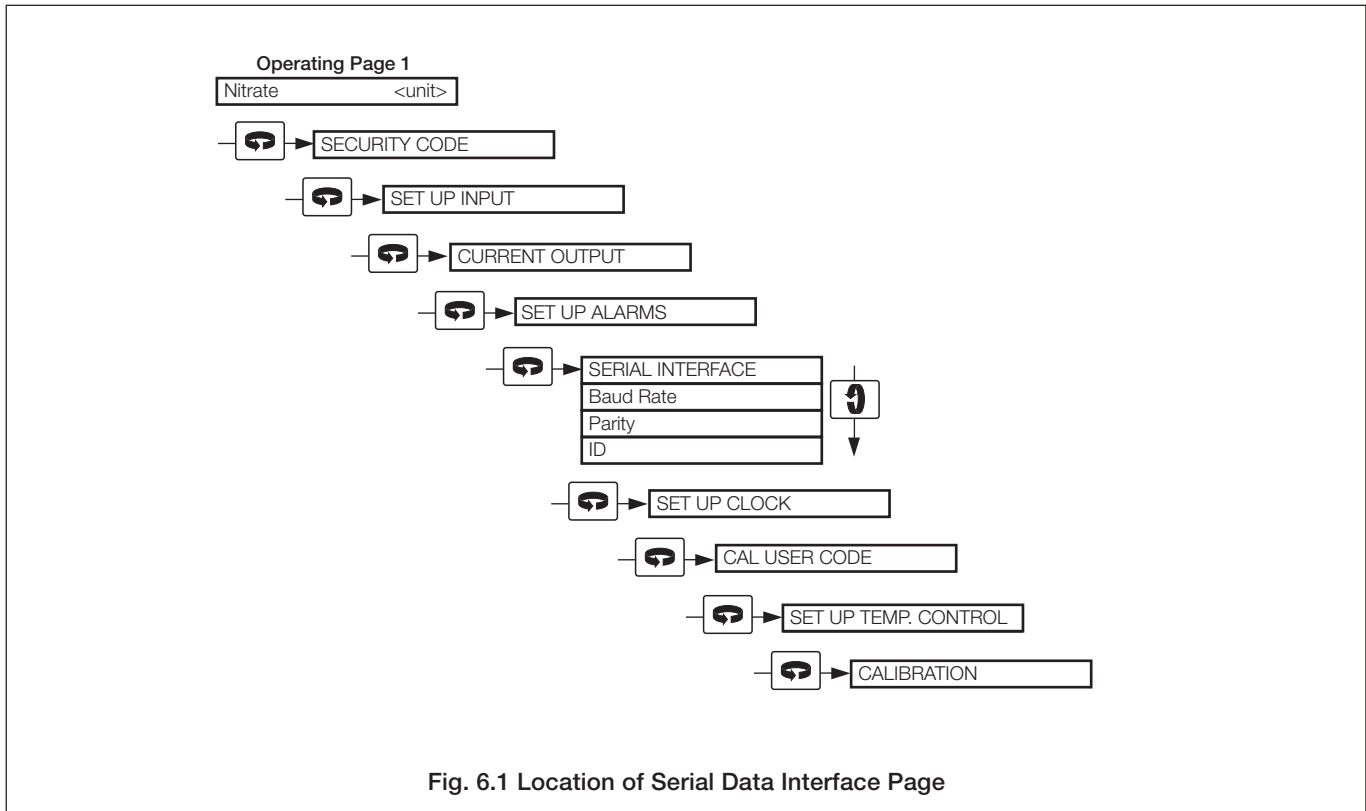 Operating Page 1
Nitrate <unit>
SECURITY CODE
SET UP INPUT
CURRENT OUTPUT
SET UP ALARMS
SERIAL INTERFACE
Baud Rate
Parity
ID
SET UP CLOCK
CAL USER CODE
SET UP TEMP. CONTROL
CALIBRATION
Fig. 6.1 Location of Serial Data Interface Page